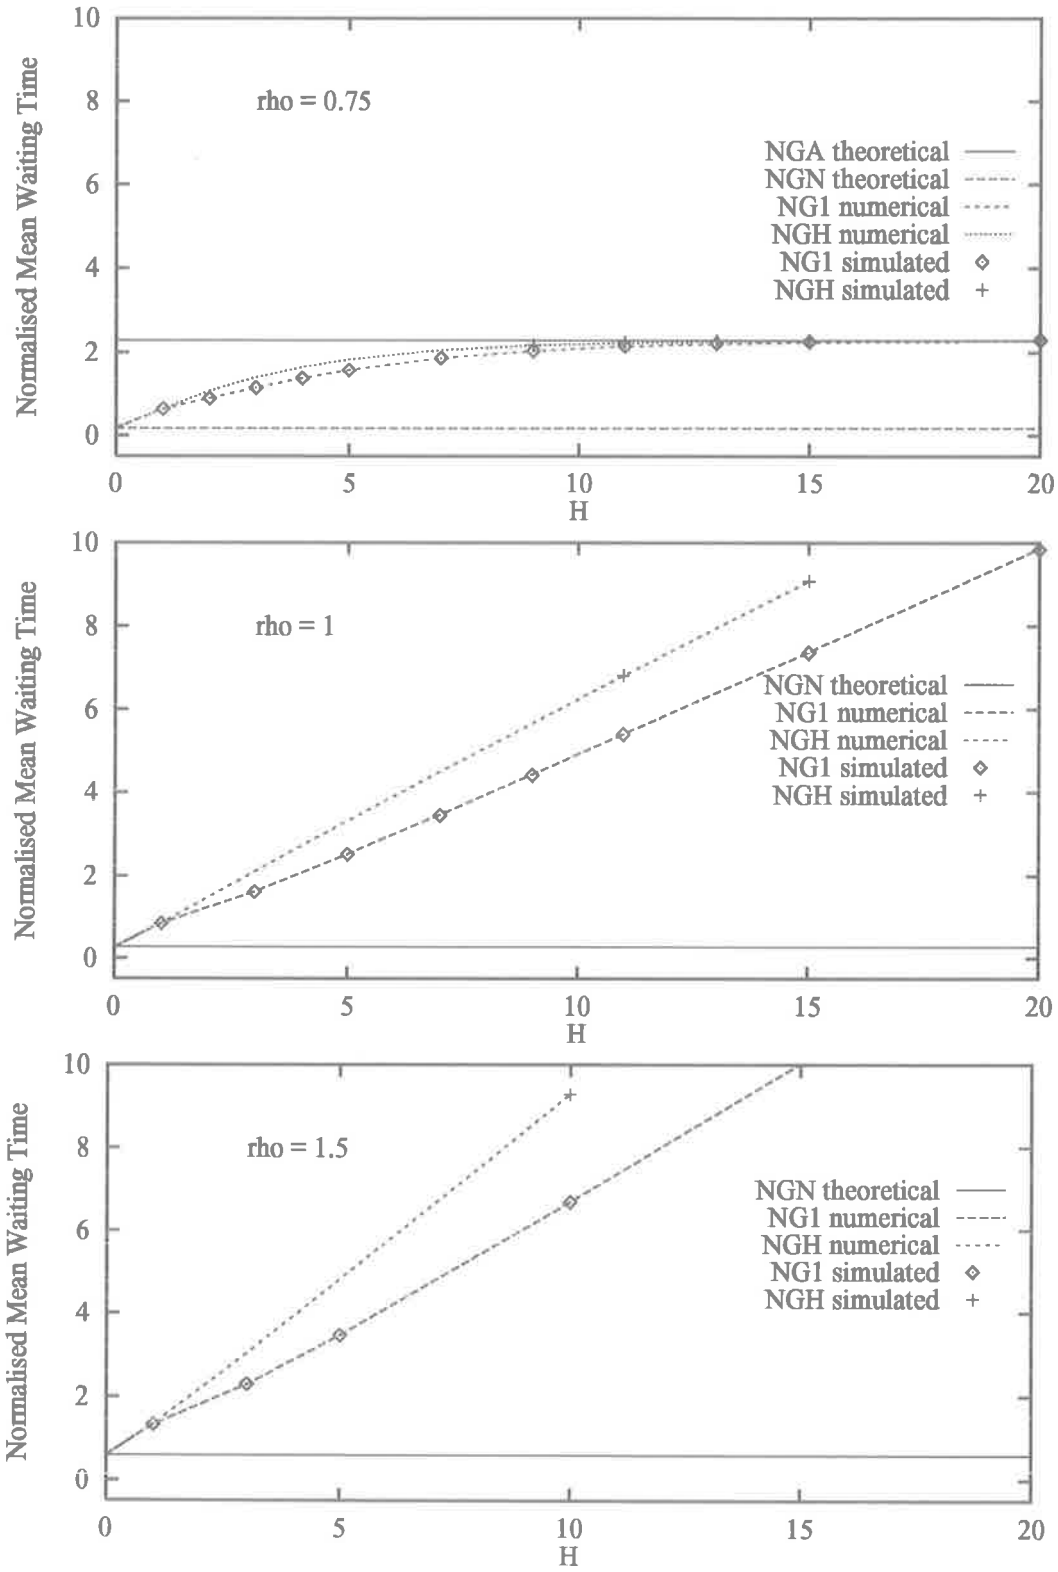 Normalised Mean Waiting Time
10
8
6
4
2
0
rho = 0.75
NGA theoretical
NGN theoretical
NG1 numerical
NGH numerical
NG1 simulated
NGH simulated
0 5 10 15 20
H
Normalised Mean Waiting Time
10
8
6
4
2
0
rho = 1
NGN theoretical
NG1 numerical
NGH numerical
NG1 simulated
NGH simulated
0 5 10 15 20
H
Normalised Mean Waiting Time
10
8
6
4
2
0
rho = 1.5
NGN theoretical
NG1 numerical
NGH numerical
NG1 simulated
NGH simulated
0 5 10 15 20
H